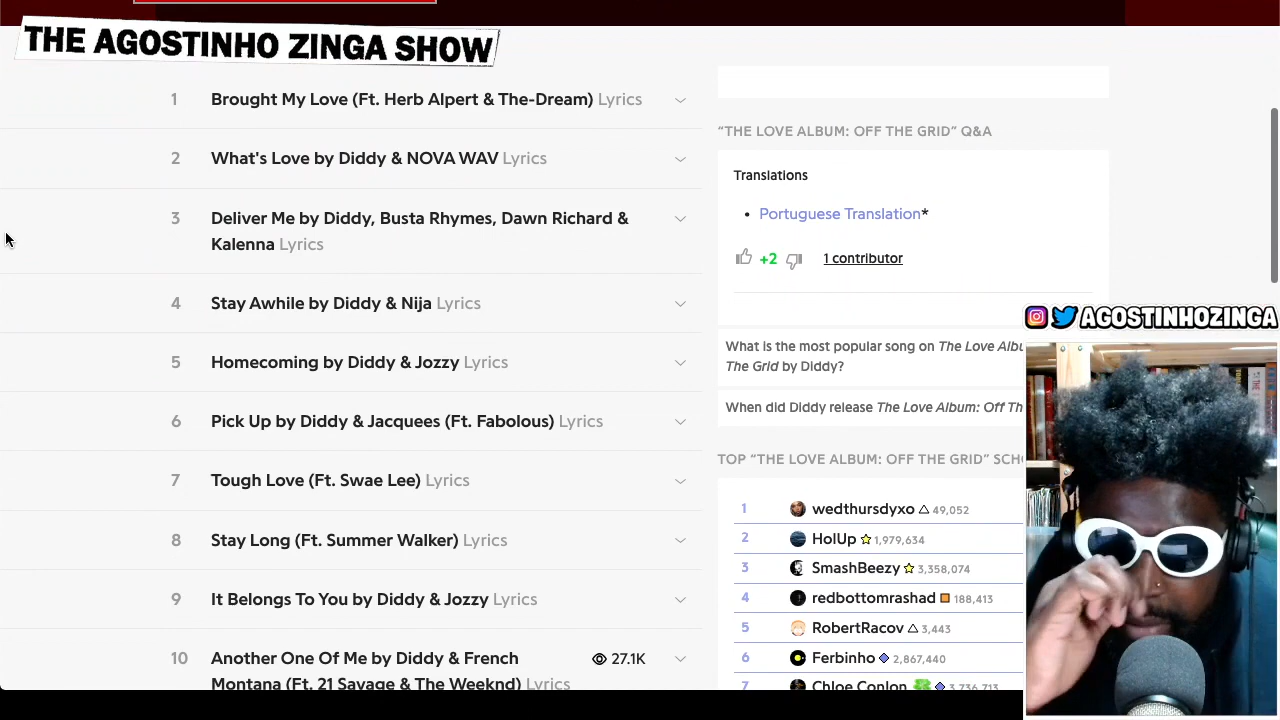 THE AGOSTINHO ZINGA SHOW
1 Brought My Love (Ft. Herb Alpert & The-Dream) Lyrics
2 What's Love by Diddy & NOVA WAV Lyrics
3 Deliver Me by Diddy, Busta Rhymes, Dawn Richard &
Kalenna Lyrics
4 Stay Awhile by Diddy & Nija Lyrics
5 Homecoming by Diddy & Jozzy Lyrics
6 Pick Up by Diddy & Jacquees (Ft. Fabolous) Lyrics
7 Tough Love (Ft. Swae Lee) Lyrics
8 Stay Long (Ft. Summer Walker) Lyrics
9 It Belongs To You by Diddy & Jozzy Lyrics
10 Another One Of Me by Diddy & French 27.1K
Montana (Ft. 21 Savage & The Weeknd) Lyrics
“THE LOVE ALBUM: OFF THE GRID” Q&A
Translations
• Portuguese Translation*
+2 1 contributor
What is the most popular song on The Love Albu
The Grid by Diddy?
When did Diddy release The Love Album: Off Th
TOP “THE LOVE ALBUM: OFF THE GRID” SCH
1 wedthursdyxo 49,052
2 HolUp 1,979,634
3 SmashBeezy 3,358,074
4 redbottomrashad 188,413
5 RobertRacov 3,443
6 Ferbinho 2,867,440
7 Chloe Conlon 3,736,713
AGOSTINHOZINGA